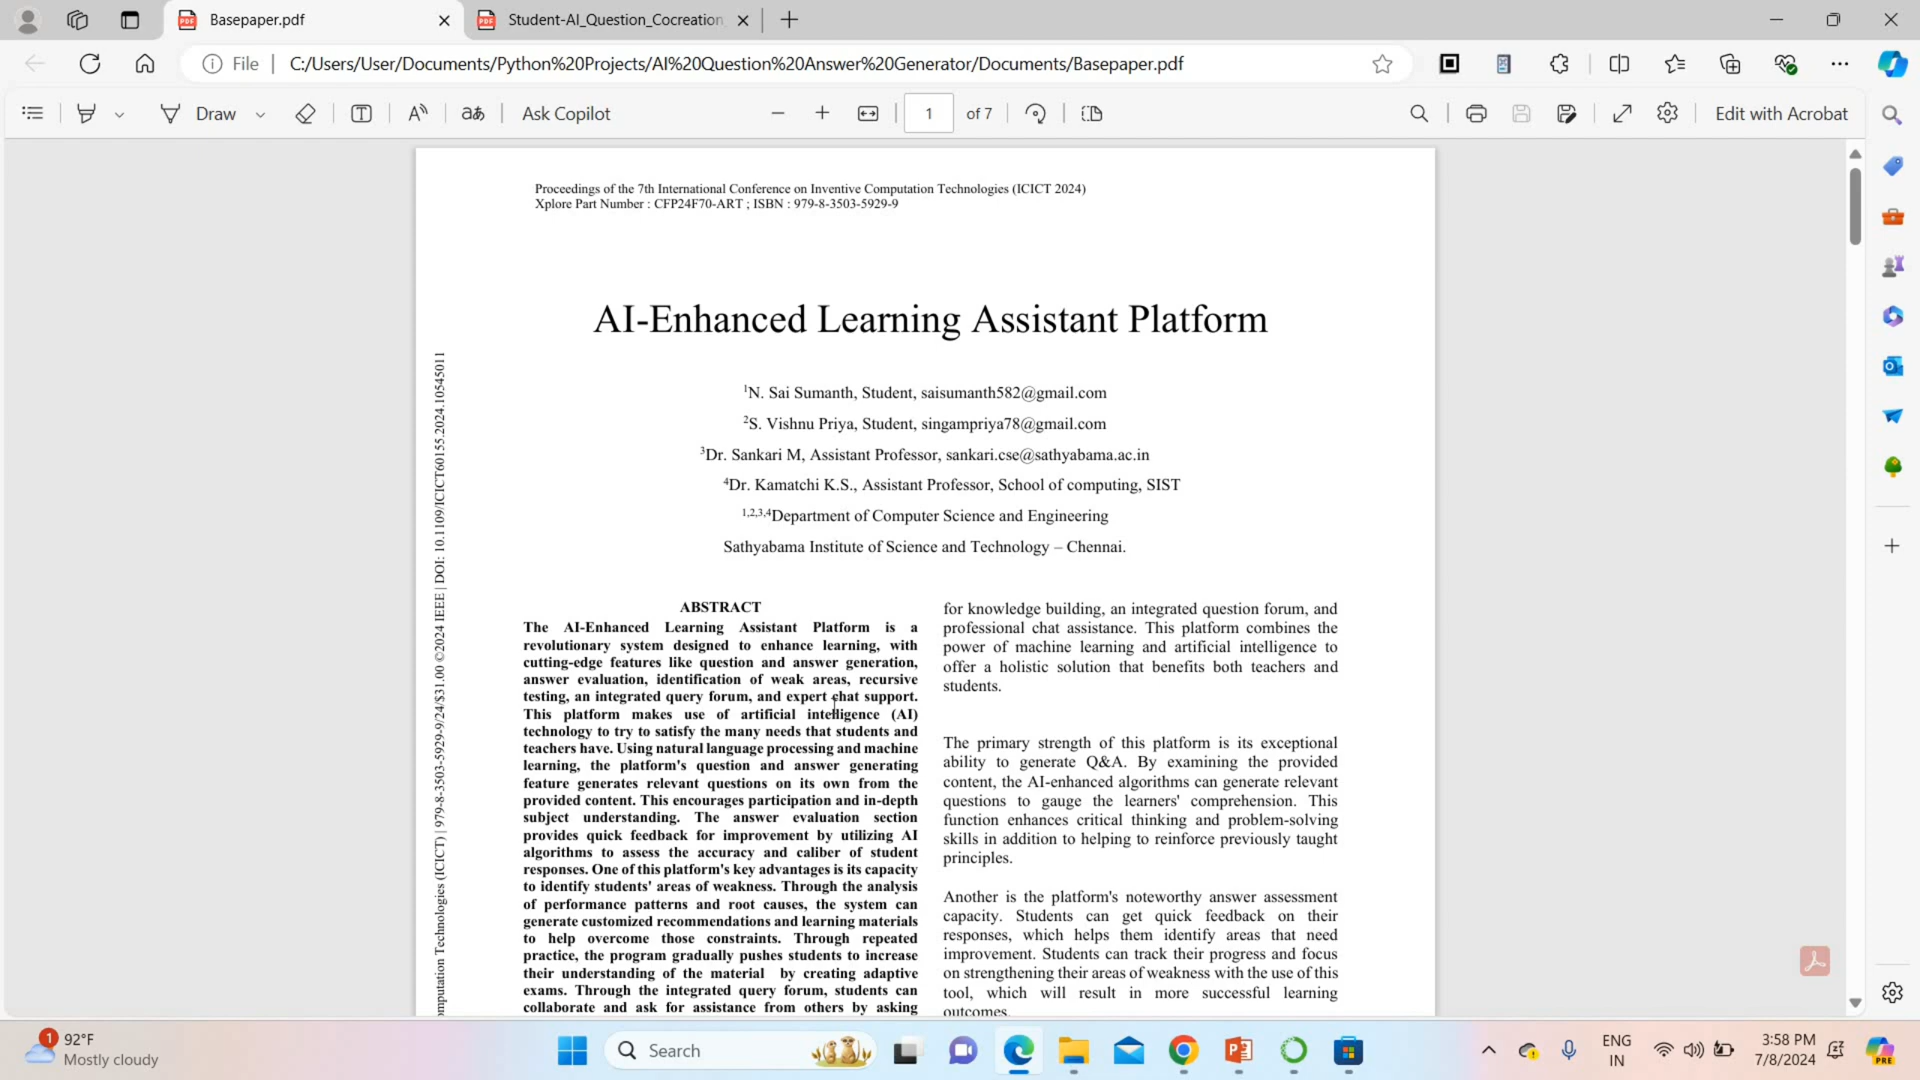 Basepaper.pdf
Student-AI_Question_Cocreation
File
C:/Users/User/Documents/Python%20Projects/AI%20Question%20Answer%20Generator/Documents/Basepaper.pdf
Draw
Ask Copilot
1
of 7
Edit with Acrobat
Proceedings of the 7th International Conference on Inventive Computation Technologies (ICICT 2024)
Xplore Part Number : CFP24F70-ART ; ISBN : 979-8-3503-5929-9
AI-Enhanced Learning Assistant Platform
1N. Sai Sumanth, Student, saisumanth582@gmail.com
2S. Vishnu Priya, Student, singampriya78@gmail.com
3Dr. Sankari M, Assistant Professor, sankari.cse@sathyabama.ac.in
4Dr. Kamatchi K.S., Assistant Professor, School of computing, SIST
1,2,3,4Department of Computer Science and Engineering
Sathyabama Institute of Science and Technology – Chennai.
mputation Technologies (ICICT) | 979-8-3503-5929-9/24/$31.00 ©2024 IEEE | DOI: 10.1109/ICICT60155.2024.10545011
ABSTRACT
The AI-Enhanced Learning Assistant Platform is a
revolutionary system designed to enhance learning, with
cutting-edge features like question and answer generation,
answer evaluation, identification of weak areas, recursive
testing, an integrated query forum, and expert chat support.
This platform makes use of artificial intelligence (AI)
technology to try to satisfy the many needs that students and
teachers have. Using natural language processing and machine
learning, the platform's question and answer generating
feature generates relevant questions on its own from the
provided content. This encourages participation and in-depth
subject understanding. The answer evaluation section
provides quick feedback for improvement by utilizing AI
algorithms to assess the accuracy and caliber of student
responses. One of this platform's key advantages is its capacity
to identify students' areas of weakness. Through the analysis
of performance patterns and root causes, the system can
generate customized recommendations and learning materials
to help overcome those constraints. Through repeated
practice, the program gradually pushes students to increase
their understanding of the material by creating adaptive
exams. Through the integrated query forum, students can
collaborate and ask for assistance from others by asking
for knowledge building, an integrated question forum, and
professional chat assistance. This platform combines the
power of machine learning and artificial intelligence to
offer a holistic solution that benefits both teachers and
students.
The primary strength of this platform is its exceptional
ability to generate Q&A. By examining the provided
content, the AI-enhanced algorithms can generate relevant
questions to gauge the learners' comprehension. This
function enhances critical thinking and problem-solving
skills in addition to helping to reinforce previously taught
principles.
Another is the platform's noteworthy answer assessment
capacity. Students can get quick feedback on their
responses, which helps them identify areas that need
improvement. Students can track their progress and focus
on strengthening their areas of weakness with the use of this
tool, which will result in more successful learning
outcomes.
1
92°F
Mostly cloudy
Search
ENG
IN
3:58 PM
7/8/2024
PRE